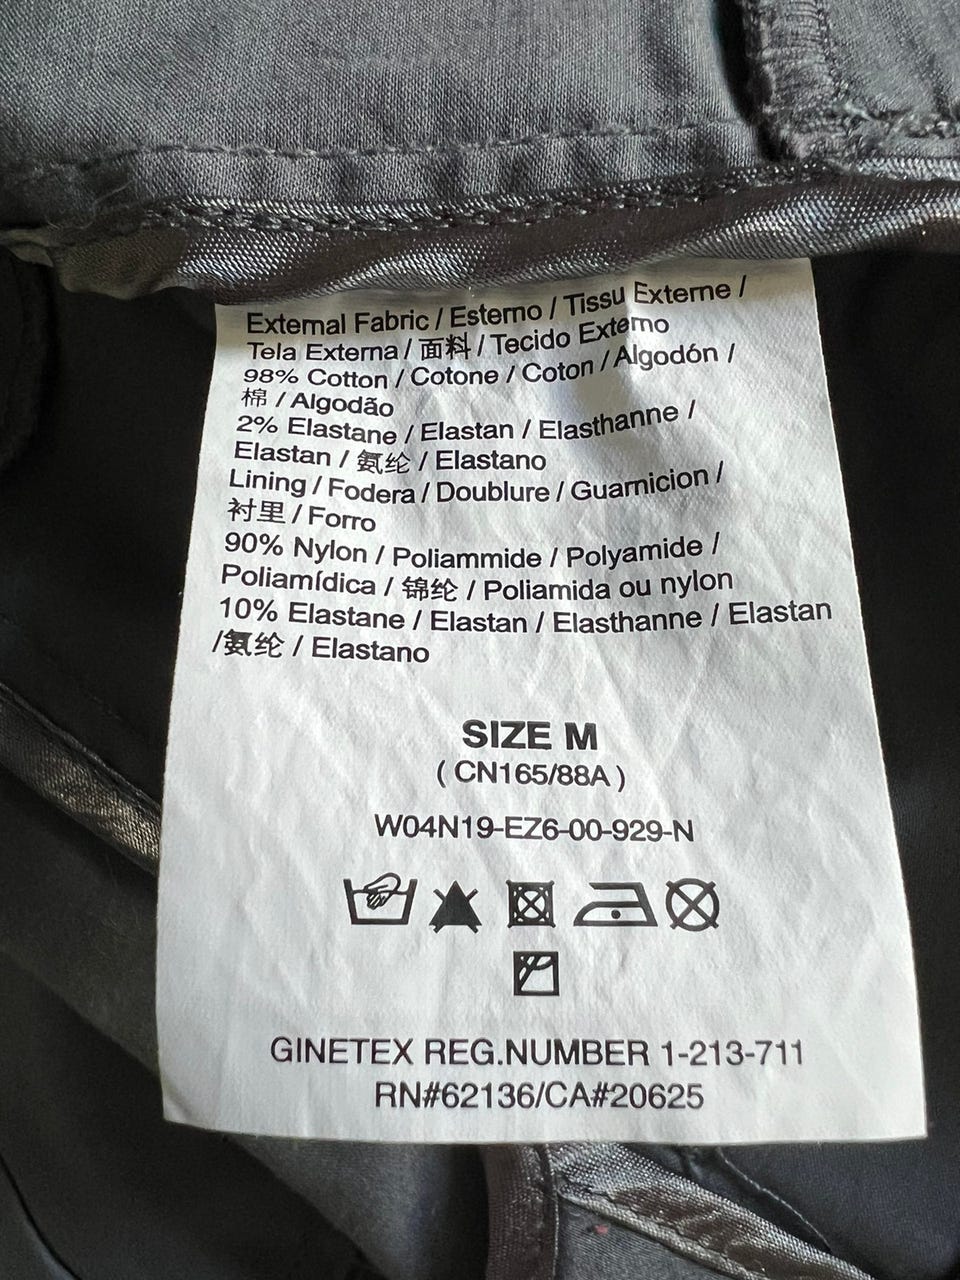 External Fabric / Esterno / Tissu Externe /
Tela Externa / 面料 / Tecido Externo
98% Cotton / Cotone / Coton / Algodón /
棉 / Algodão
2% Elastane / Elastan / Elasthanne /
Elastan / 氨纶 / Elastano
Lining / Fodera / Doublure / Guarnicion /
衬里 / Forro
90% Nylon / Poliammide / Polyamide /
Poliamídica / 锦纶 / Poliamida ou nylon
10% Elastane / Elastan / Elasthanne / Elastan
/氨纶 / Elastano
SIZE M
( CN165/88A )
W04N19-EZ6-00-929-N
GINETEX REG.NUMBER 1-213-711
RN#62136/CA#20625